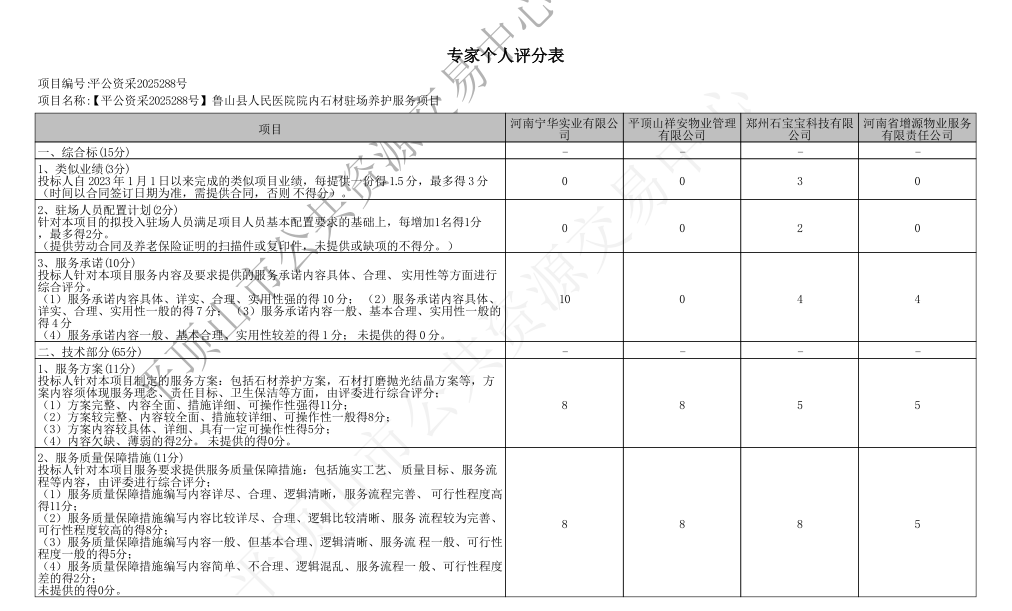 专家个人评分表
项目编号:平公资采2025288号
项目名称:【平公资采2025288号】鲁山县人民医院院内石材驻场养护服务项目
项目
河南宁华实业有限公
司
平顶山祥安物业管理
有限公司
郑州石宝宝科技有限
公司
河南省增源物业服务
有限责任公司
一、综合标(15分)
–
–
–
–
1、类似业绩(3分)
投标人自 2023 年 1 月 1 日以来完成的类似项目业绩，每提供一份得 1.5 分，最多得 3 分
（时间以合同签订日期为准，需提供合同，否则 不得分）。
0
0
3
0
2、驻场人员配置计划(2分)
针对本项目的拟投入驻场人员满足项目人员基本配置要求的基础上，每增加1名得1分
，最多得2分。
（提供劳动合同及养老保险证明的扫描件或复印件，未提供或缺项的不得分。）
0
0
2
0
3、服务承诺(10分)
投标人针对本项目服务内容及要求提供的服务承诺内容具体、合理、 实用性等方面进行
综合评分。
（1）服务承诺内容具体、详实、合理、实用性强的得 10 分； （2）服务承诺内容具体、
详实、合理、实用性一般的得 7 分；（3）服务承诺内容一般、基本合理、实用性一般的
得 4 分
（4）服务承诺内容一般、基本合理、实用性较差的得 1 分； 未提供的得 0 分。
10
0
4
4
二、技术部分(65分)
–
–
–
–
1、服务方案(11分)
投标人针对本项目制定的服务方案：包括石材养护方案，石材打磨抛光结晶方案等，方
案内容须体现服务理念、责任目标、卫生保洁等方面，由评委进行综合评分；
（1）方案完整、内容全面、措施详细、可操作性强得11分；
（2）方案较完整、内容较全面、措施较详细、可操作性一般得8分；
（3）方案内容较具体、详细、具有一定可操作性得5分；
（4）内容欠缺、薄弱的得2分。 未提供的得0分。
8
8
5
5
2、服务质量保障措施(11分)
投标人针对本项目服务要求提供服务质量保障措施：包括施实工艺、 质量目标、服务流
程等内容，由评委进行综合评分；
（1）服务质量保障措施编写内容详尽、合理、逻辑清晰，服务流程完善、 可行性程度高
得11分；
（2）服务质量保障措施编写内容比较详尽、合理、逻辑比较清晰、服务 流程较为完善、
可行性程度较高的得8分；
（3）服务质量保障措施编写内容一般、但基本合理、逻辑清晰、服务流 程一般、可行性
程度一般的得5分；
（4）服务质量保障措施编写内容简单、不合理、逻辑混乱、服务流程一 般、可行性程度
差的得2分；
未提供的得0分。
8
8
8
5
平顶山市公共资源交易中心
平顶山市公共资源交易中心